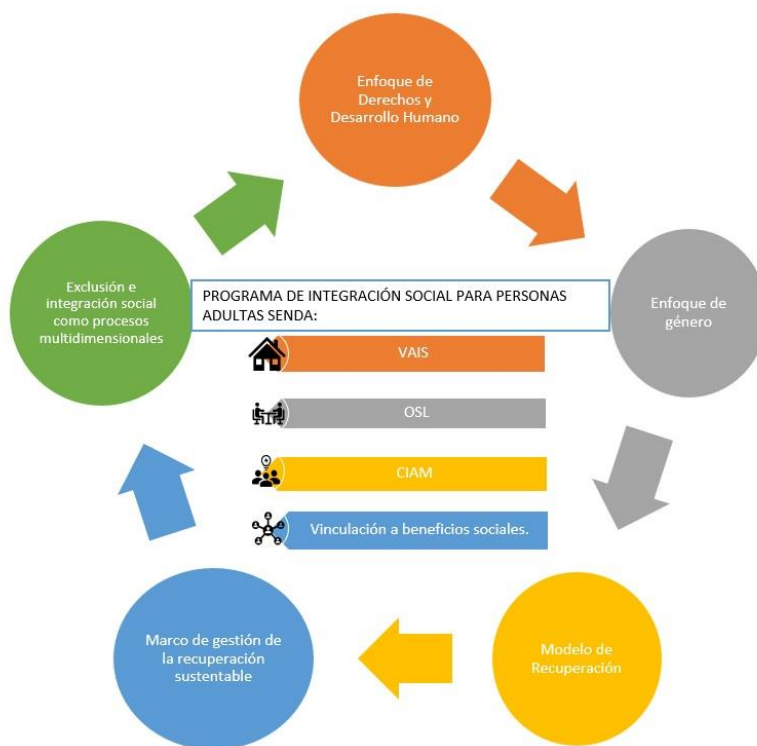 Enfoque de
Derechos y
Desarrollo Humano
Exclusión e
integración social
como procesos
multidimensionales
PROGRAMA DE INTEGRACIÓN SOCIAL PARA PERSONAS
ADULTAS SENDA:
Enfoque de
género
VAIS
OSL
CIAM
Vinculación a beneficios sociales.
Marco de gestión de
la recuperación
sustentable
Modelo de
Recuperación